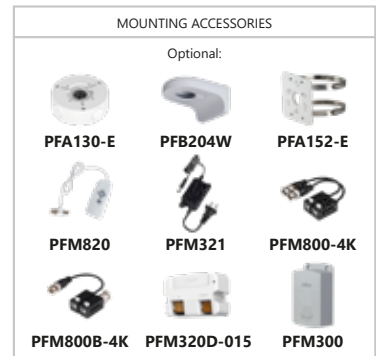 MOUNTING ACCESSORIES
Optional:
PFA130-E PFB204W PFA152-E
PFM820 PFM321 PFM800-4K
PFM800B-4K PFM320D-015 PFM300